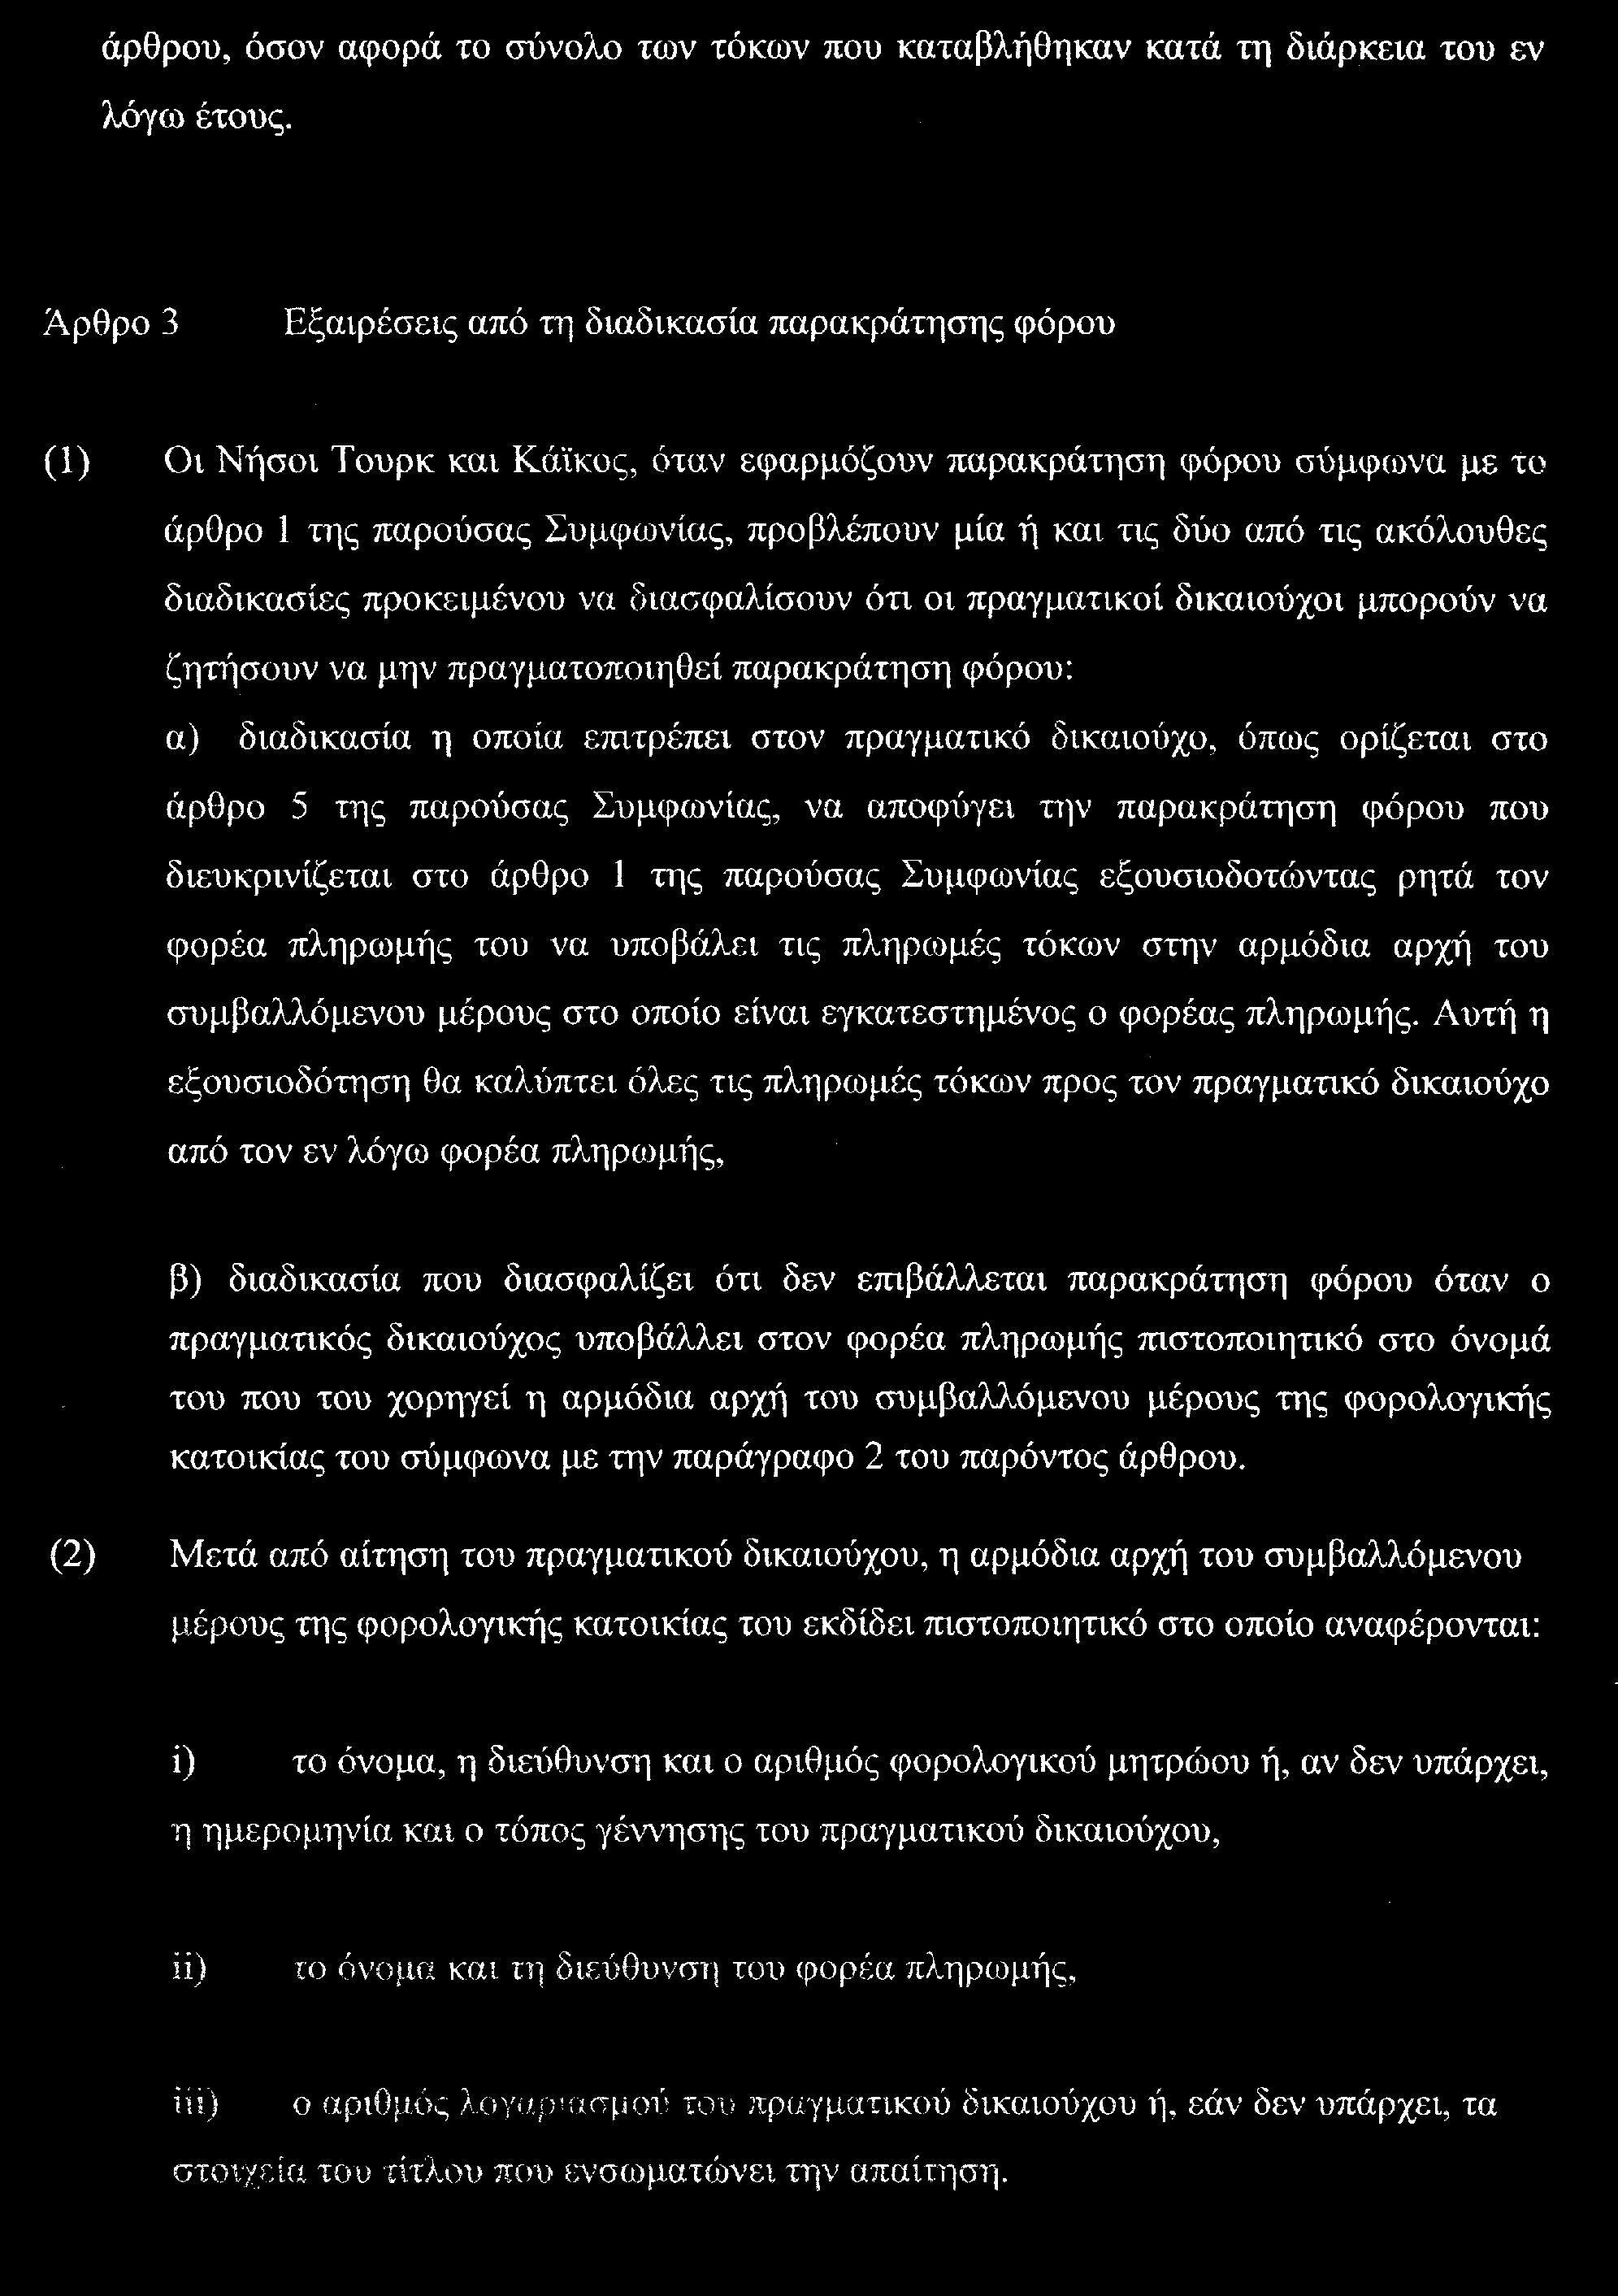 άρθρου, όσον αφορά το σύνολο των τόκων που καταβλήθηκαν κατά τη διάρκεια του εν
λόγω έτους.
Άρθρο 3 Εξαιρέσεις από τη διαδικασία παρακράτησης φόρου
(1) Οι Νήσοι Τουρκ και Κάϊκος, όταν εφαρμόζουν παρακράτηση φόρου σύμφωνα με το
άρθρο 1 της παρούσας Συμφωνίας, προβλέπουν μία ή και τις δύο από τις ακόλουθες
διαδικασίες προκειμένου να διασφαλίσουν ότι οι πραγματικοί δικαιούχοι μπορούν να
ζητήσουν να μην πραγματοποιηθεί παρακράτηση φόρου:
α) διαδικασία η οποία επιτρέπει στον πραγματικό δικαιούχο, όπως ορίζεται στο
άρθρο 5 της παρούσας Συμφωνίας, να αποφύγει την παρακράτηση φόρου που
διευκρινίζεται στο άρθρο 1 της παρούσας Συμφωνίας εξουσιοδοτώντας ρητά τον
φορέα πληρωμής του να υποβάλει τις πληρωμές τόκων στην αρμόδια αρχή του
συμβαλλόμενου μέρους στο οποίο είναι εγκατεστημένος ο φορέας πληρωμής. Αυτή η
εξουσιοδότηση θα καλύπτει όλες τις πληρωμές τόκων προς τον πραγματικό δικαιούχο
από τον εν λόγω φορέα πληρωμής,
β) διαδικασία που διασφαλίζει ότι δεν επιβάλλεται παρακράτηση φόρου όταν ο
πραγματικός δικαιούχος υποβάλλει στον φορέα πληρωμής πιστοποιητικό στο όνομά
του που του χορηγεί η αρμόδια αρχή του συμβαλλόμενου μέρους της φορολογικής
κατοικίας του σύμφωνα με την παράγραφο 2 του παρόντος άρθρου.
(2) Μετά από αίτηση του πραγματικού δικαιούχου, η αρμόδια αρχή του συμβαλλόμενου
μέρους της φορολογικής κατοικίας του εκδίδει πιστοποιητικό στο οποίο αναφέρονται:
i) το όνομα, η διεύθυνση και ο αριθμός φορολογικού μητρώου ή, αν δεν υπάρχει,
η ημερομηνία και ο τόπος γέννησης του πραγματικού δικαιούχου,
ii) το όνομα και τη διεύθυνση του φορέα πληρωμής,
iii) ο αριθμός λογαριασμού του πραγματικού δικαιούχου ή, εάν δεν υπάρχει, τα
στοιχεία του τίτλου που ενσωματώνει την απαίτηση.